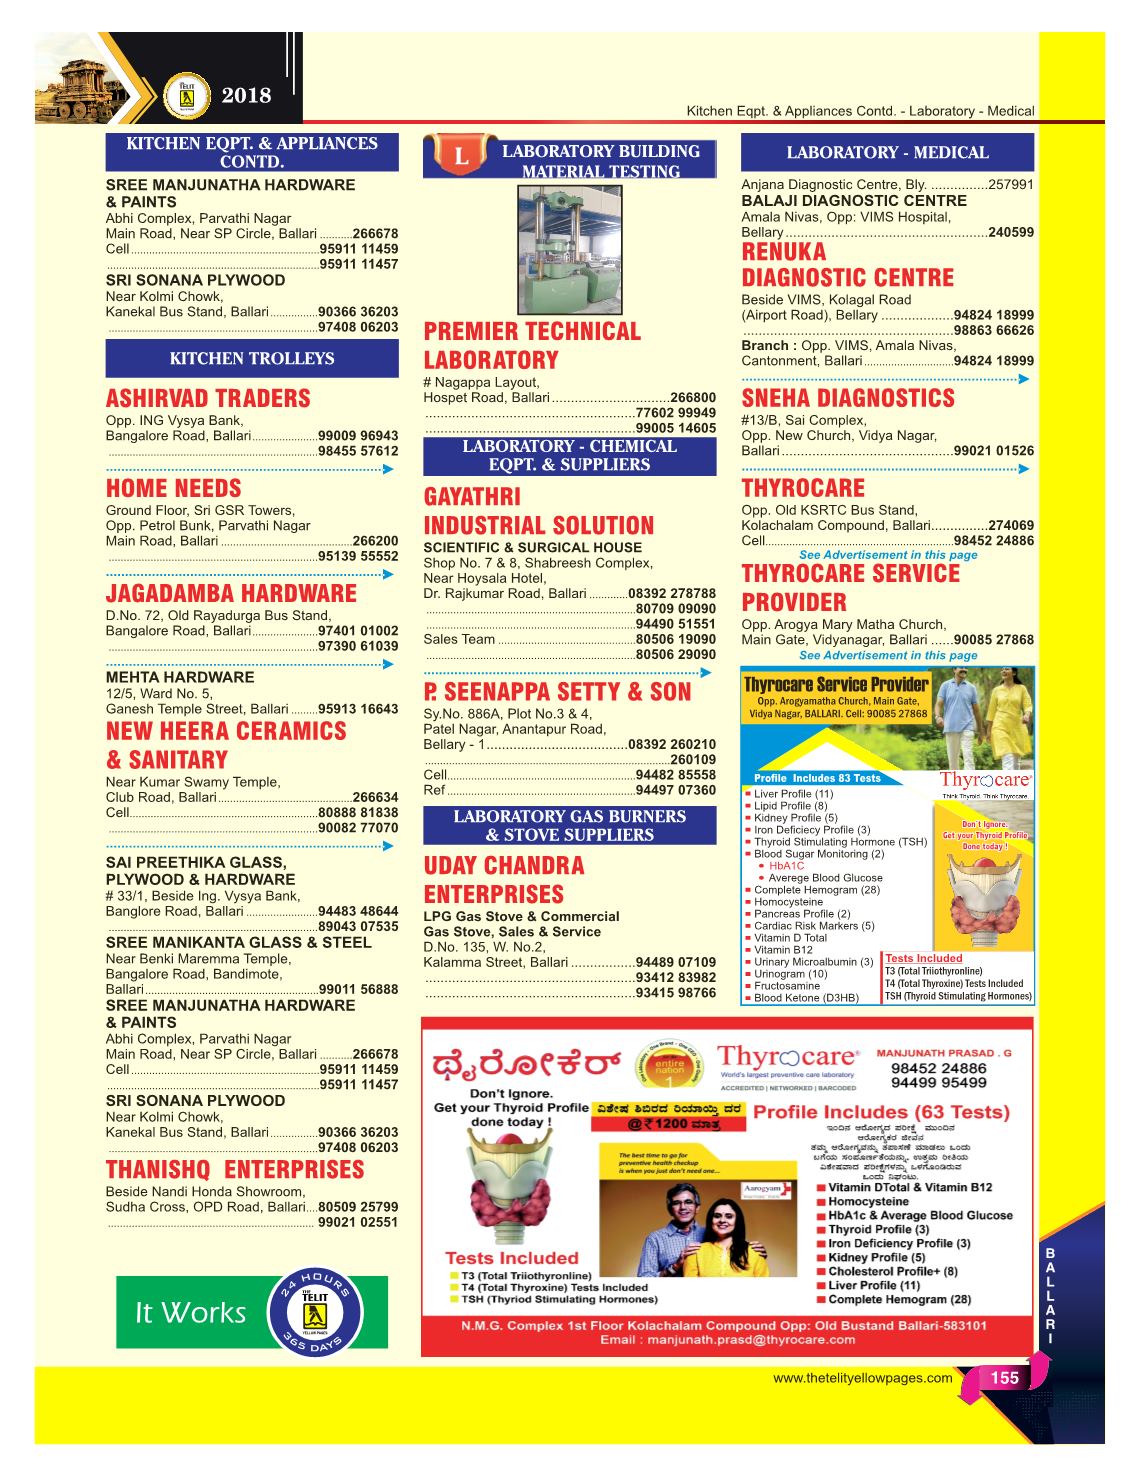 THE
TELIT
YELLOW PAGES
2018
Kitchen Eqpt. & Appliances Contd. - Laboratory - Medical
KITCHEN EQPT. & APPLIANCES
CONTD.
SREE MANJUNATHA HARDWARE
& PAINTS
Abhi Complex, Parvathi Nagar
Main Road, Near SP Circle, Ballari ..........266678
Cell..................................................95911 11459
........................................................95911 11457
SRI SONANA PLYWOOD
Near Kolmi Chowk,
Kanekal Bus Stand, Ballari...............90366 36203
........................................................97408 06203
KITCHEN TROLLEYS
ASHIRVAD TRADERS
Opp. ING Vysya Bank,
Bangalore Road, Ballari....................99009 96943
........................................................98455 57612
HOME NEEDS
Ground Floor, Sri GSR Towers,
Opp. Petrol Bunk, Parvathi Nagar
Main Road, Ballari ...................................266200
........................................................95139 55552
JAGADAMBA HARDWARE
D.No. 72, Old Rayadurga Bus Stand,
Bangalore Road, Ballari....................97401 01002
........................................................97390 61039
MEHTA HARDWARE
12/5, Ward No. 5,
Ganesh Temple Street, Ballari .........95913 16643
NEW HEERA CERAMICS
& SANITARY
Near Kumar Swamy Temple,
Club Road, Ballari....................................266634
Cell..................................................80888 81838
........................................................90082 77070
SAI PREETHIKA GLASS,
PLYWOOD & HARDWARE
# 33/1, Beside Ing. Vysya Bank,
Banglore Road, Ballari .....................94483 48644
........................................................89043 07535
SREE MANIKANTA GLASS & STEEL
Near Benki Maremma Temple,
Bangalore Road, Bandimote,
Ballari..............................................99011 56888
SREE MANJUNATHA HARDWARE
& PAINTS
Abhi Complex, Parvathi Nagar
Main Road, Near SP Circle, Ballari ..........266678
Cell..................................................95911 11459
........................................................95911 11457
SRI SONANA PLYWOOD
Near Kolmi Chowk,
Kanekal Bus Stand, Ballari...............90366 36203
........................................................97408 06203
THANISHQ ENTERPRISES
Beside Nandi Honda Showroom,
Sudha Cross, OPD Road, Ballari....80509 25799
........................................................99021 02551
It Works
24 HOURS
THE
TELIT
YELLOW PAGES
365 DAYS
L
LABORATORY BUILDING
MATERIAL TESTING
PREMIER TECHNICAL
LABORATORY
# Nagappa Layout,
Hospet Road, Ballari ............................266800
..................................................77602 99949
..................................................99005 14605
LABORATORY - CHEMICAL
EQPT. & SUPPLIERS
GAYATHRI
INDUSTRIAL SOLUTION
SCIENTIFIC & SURGICAL HOUSE
Shop No. 7 & 8, Shabreesh Complex,
Near Hoysala Hotel,
Dr. Rajkumar Road, Ballari ............08392 278788
........................................................80709 09090
........................................................94490 51551
Sales Team .....................................80506 19090
........................................................80506 29090
P. SEENAPPA SETTY & SON
Sy.No. 886A, Plot No.3 & 4,
Patel Nagar, Anantapur Road,
Bellary - 1..................................08392 260210
..........................................................260109
Cell..................................................94482 85558
Ref ..................................................94497 07360
LABORATORY GAS BURNERS
& STOVE SUPPLIERS
UDAY CHANDRA
ENTERPRISES
LPG Gas Stove & Commercial
Gas Stove, Sales & Service
D.No. 135, W. No.2,
Kalamma Street, Ballari ...............94489 07109
..................................................93412 83982
..................................................93415 98766
LABORATORY - MEDICAL
Anjana Diagnostic Centre, Bly. ...............257991
BALAJI DIAGNOSTIC CENTRE
Amala Nivas, Opp: VIMS Hospital,
Bellary.......................................................240599
RENUKA
DIAGNOSTIC CENTRE
Beside VIMS, Kolagal Road
(Airport Road), Bellary .................94824 18999
..................................................98863 66626
Branch : Opp. VIMS, Amala Nivas,
Cantonment, Ballari........................94824 18999
SNEHA DIAGNOSTICS
#13/B, Sai Complex,
Opp. New Church, Vidya Nagar,
Ballari .........................................99021 01526
THYROCARE
Opp. Old KSRTC Bus Stand,
Kolachalam Compound, Ballari..............274069
Cell..................................................98452 24886
See Advertisement in this page
THYROCARE SERVICE
PROVIDER
Opp. Arogya Mary Matha Church,
Main Gate, Vidyanagar, Ballari ......90085 27868
See Advertisement in this page
Thyrocare Service Provider
Opp. Arogyamatha Church, Main Gate,
Vidya Nagar, BALLARI. Cell: 90085 27868
Profile Includes 83 Tests
Thyrocare®
Think Thyroid. Think Thyrocare.
Liver Profile (11)
Lipid Profile (8)
Kidney Profile (5)
Iron Deficiecy Profile (3)
Thyroid Stimulating Hormone (TSH)
Blood Sugar Monitoring (2)
HbA1C
Averege Blood Glucose
Complete Hemogram (28)
Homocysteine
Pancreas Profile (2)
Cardiac Risk Markers (5)
Vitamin D Total
Vitamin B12
Urinary Microalbumin (3)
Urinogram (10)
Fructosamine
Blood Ketone (D3HB)
Don't Ignore.
Get your Thyroid Profile
Done today !
Tests Included
T3 (Total Triiothyronline)
T4 (Total Thyroxine) Tests Included
TSH (Thyroid Stimulating Hormones)
ಥೈರೋಕೆರ್
entire
nation
1
Thyrocare®
World's largest preventive care laboratory
ACCREDITED | NETWORKED | BARCODED
MANJUNATH PRASAD . G
98452 24886
94499 95499
Don't Ignore.
Get your Thyroid Profile
done today !
ವಿಶೇಷ ಶಿಬಿರದ ರಿಯಾಯ್ತಿ ದರ
@ ₹ 1200 ಮಾತ್ರ
The best time to go for
preventive health checkup
is when you just don't need one...
Aarogyam
Tests Included
T3 (Total Triiothyronline)
T4 (Total Thyroxine) Tests Included
TSH (Thyriod Stimulating Hormones)
Profile Includes (63 Tests)
ಇಂದಿನ ಆರೋಗ್ಯದ ಪರೀಕ್ಷೆ ಮುಂದಿನ
ಆರೋಗ್ಯಕರ ಜೀವನ
ತಮ್ಮ ಆರೋಗ್ಯವನ್ನು ತಪಾಸಣೆ ಮಾಡಲು ಒಂದು
ಬಗೆಯ ಸಂಪೂರ್ಣತೆಯನ್ನು, ಉತ್ತಮ ರೀತಿಯ
ವಿಶೇಷವಾದ ಪರೀಕ್ಷೆಗಳನ್ನು ಒಳಗೊಂಡಿರುವ
ಒಂದು ನಿಘಂಟು.
Vitamin DTotal & Vitamin B12
Homocysteine
HbA1c & Average Blood Glucose
Thyroid Profile (3)
Iron Deficiency Profile (3)
Kidney Profile (5)
Cholesterol Profile+ (8)
Liver Profile (11)
Complete Hemogram (28)
N.M.G. Complex 1st Floor Kolachalam Compound Opp: Old Bustand Ballari-583101
Email : manjunath.prasd@thyrocare.com
BALLARI
www.thetelityellowpages.com
155